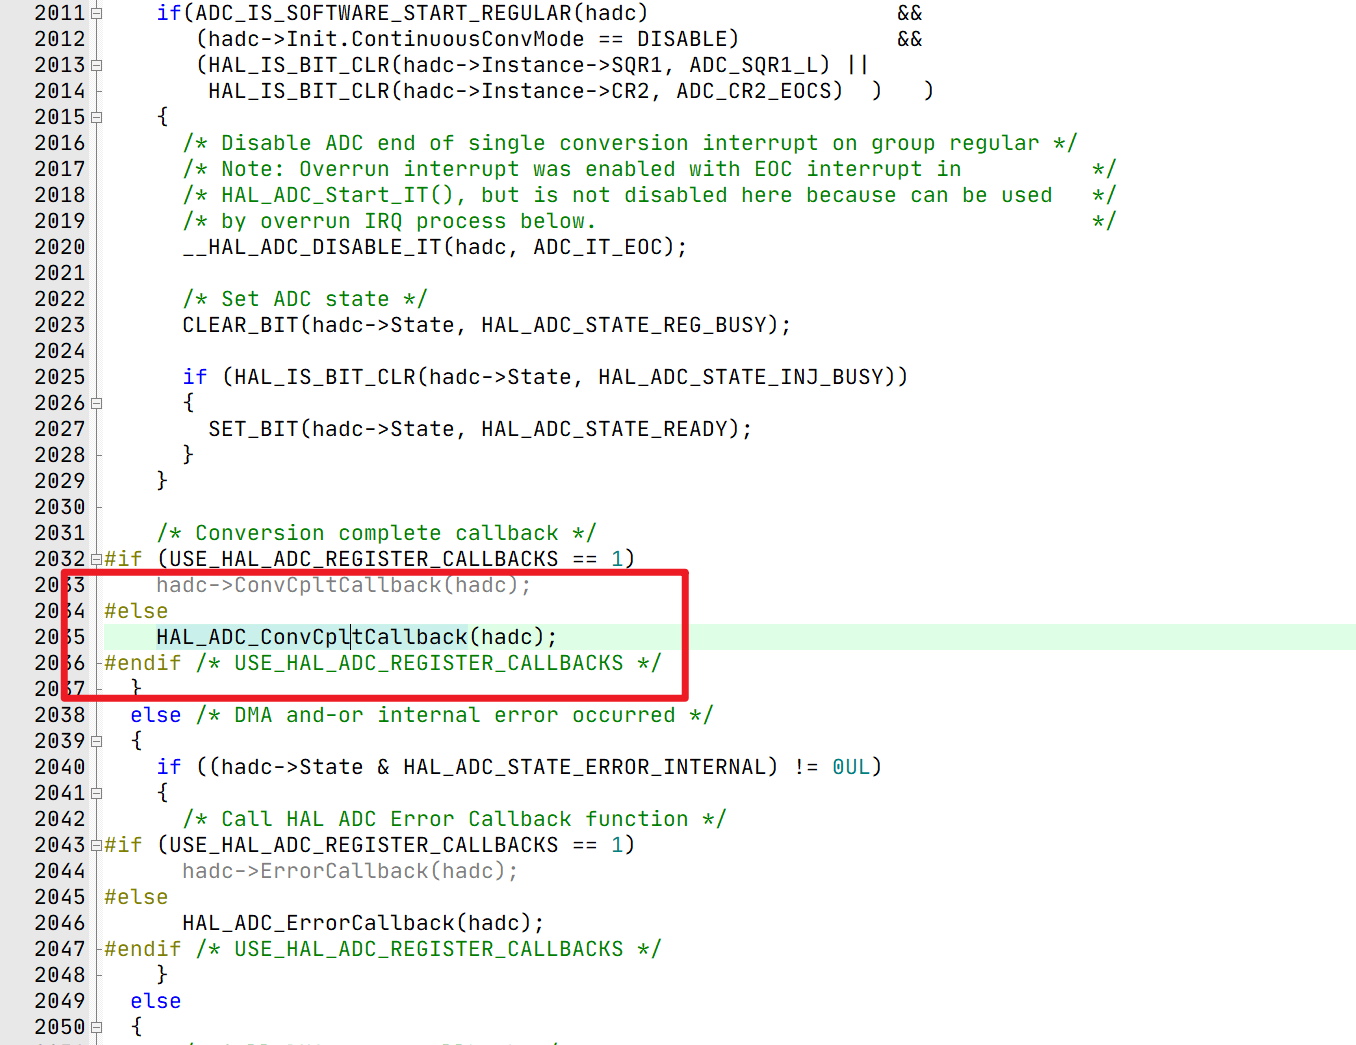 2011 if(ADC_IS_SOFTWARE_START_REGULAR(hadc) &&
2012 (hadc->Init.ContinuousConvMode == DISABLE) &&
2013 (HAL_IS_BIT_CLR(hadc->Instance->SQR1, ADC_SQR1_L) ||
2014 HAL_IS_BIT_CLR(hadc->Instance->CR2, ADC_CR2_EOCS) ) )
2015 {
2016 /* Disable ADC end of single conversion interrupt on group regular */
2017 /* Note: Overrun interrupt was enabled with EOC interrupt in */
2018 /* HAL_ADC_Start_IT(), but is not disabled here because can be used */
2019 /* by overrun IRQ process below. */
2020 __HAL_ADC_DISABLE_IT(hadc, ADC_IT_EOC);
2021
2022 /* Set ADC state */
2023 CLEAR_BIT(hadc->State, HAL_ADC_STATE_REG_BUSY);
2024
2025 if (HAL_IS_BIT_CLR(hadc->State, HAL_ADC_STATE_INJ_BUSY))
2026 {
2027 SET_BIT(hadc->State, HAL_ADC_STATE_READY);
2028 }
2029 }
2030
2031 /* Conversion complete callback */
2032 #if (USE_HAL_ADC_REGISTER_CALLBACKS == 1)
2033 hadc->ConvCpltCallback(hadc);
2034 #else
2035 HAL_ADC_ConvCpltCallback(hadc);
2036 #endif /* USE_HAL_ADC_REGISTER_CALLBACKS */
2037 }
2038 else /* DMA and-or internal error occurred */
2039 {
2040 if ((hadc->State & HAL_ADC_STATE_ERROR_INTERNAL) != 0UL)
2041 {
2042 /* Call HAL ADC Error Callback function */
2043 #if (USE_HAL_ADC_REGISTER_CALLBACKS == 1)
2044 hadc->ErrorCallback(hadc);
2045 #else
2046 HAL_ADC_ErrorCallback(hadc);
2047 #endif /* USE_HAL_ADC_REGISTER_CALLBACKS */
2048 }
2049 else
2050 {